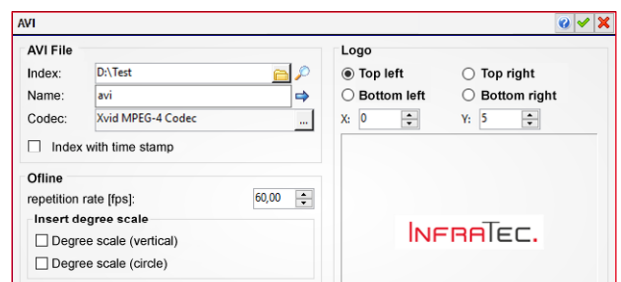 AVI
AVI File
Index: D:\Test
Name: avi
Codec: Xvid MPEG-4 Codec ...
Index with time stamp
Ofline
repetition rate [fps]: 60,00
Insert degree scale
Degree scale (vertical)
Degree scale (circle)
Logo
Top left Top right
Bottom left Bottom right
X: 0 Y: 5
INFRATEC.